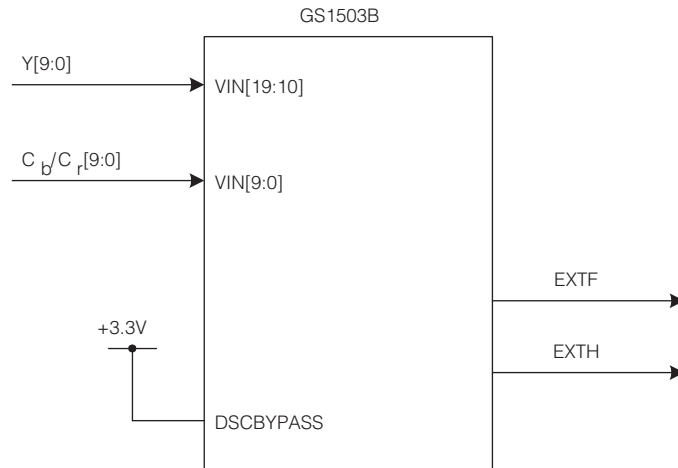 GS1503B
Y[9:0]
VIN[19:10]
C b/C r[9:0]
VIN[9:0]
EXTF
+3.3V
EXTH
DSCBYPASS